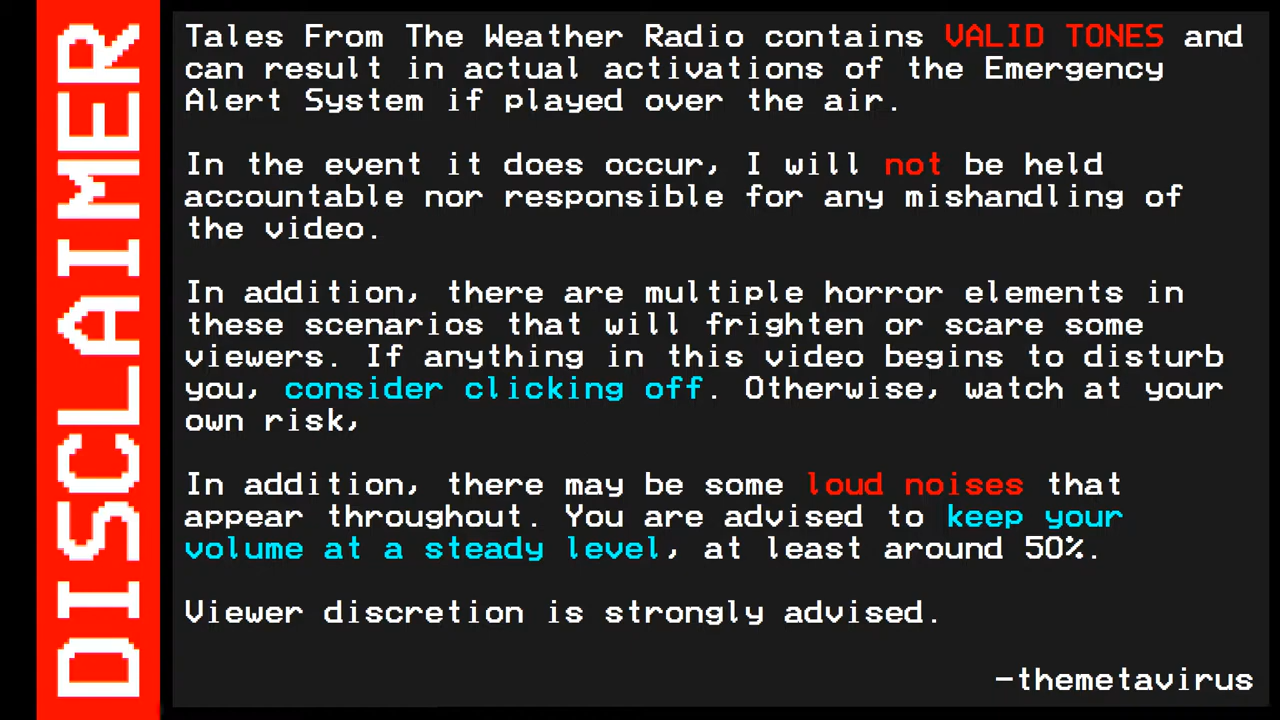 DISCLAIMER
Tales From The Weather Radio contains VALID TONES and
can result in actual activations of the Emergency
Alert System if played over the air.
In the event it does occur, I will not be held
accountable nor responsible for any mishandling of
the video.
In addition, there are multiple horror elements in
these scenarios that will frighten or scare some
viewers. If anything in this video begins to disturb
you, consider clicking off. Otherwise, watch at your
own risk,
In addition, there may be some loud noises that
appear throughout. You are advised to keep your
volume at a steady level, at least around 50%.
Viewer discretion is strongly advised.
-themetavirus